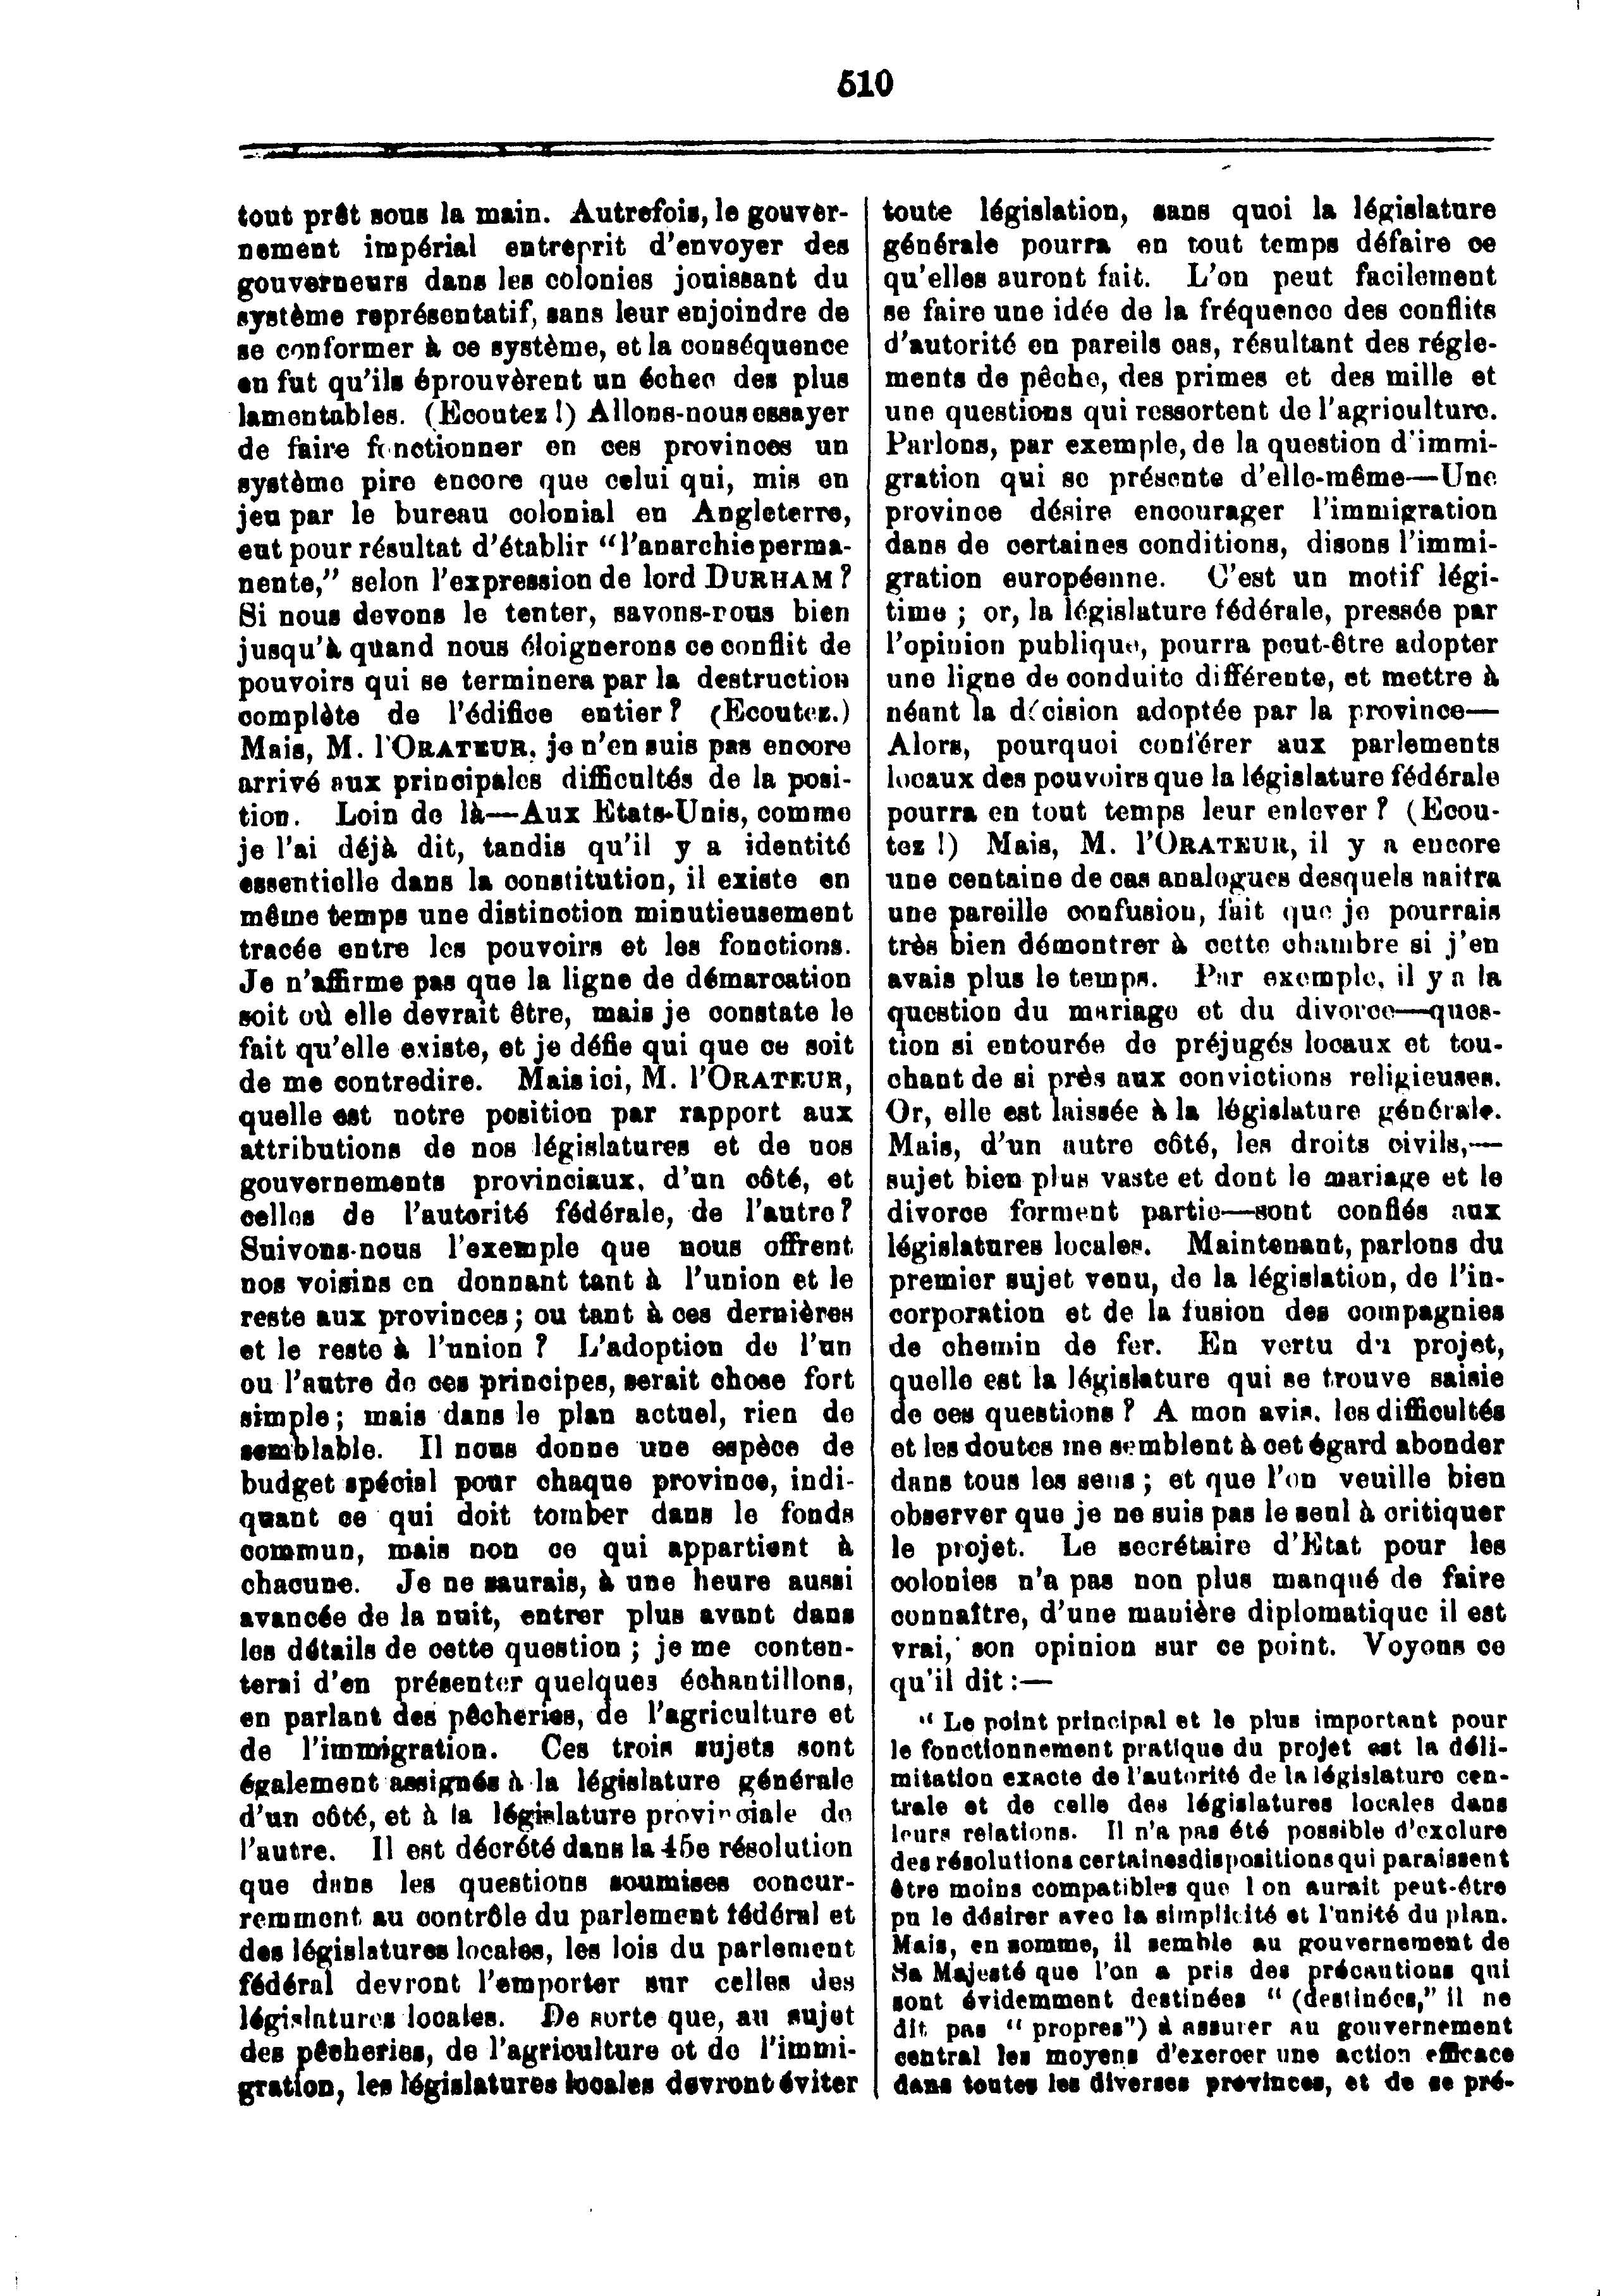 510
tout prêt sous la main. Autrefois, le gouver-
nement impérial entreprit d'envoyer des
gouverneurs dans les colonies jouissant du
système représentatif, sans leur enjoindre de
se conformer à ce système, et la conséquence
en fut qu'ils éprouvèrent un échec des plus
lamentables. (Ecoutez !) Allons-nous essayer
de faire fonctionner en ces provinces un
système pire encore que celui qui, mis en
jeu par le bureau colonial en Angleterre,
eut pour résultat d'établir "l'anarchie perma-
nente," selon l'expression de lord DURHAM ?
Si nous devons le tenter, savons-nous bien
jusqu'à quand nous éloignerons ce conflit de
pouvoirs qui se terminera par la destruction
complète de l'édifice entier ? (Ecoutez.)
Mais, M. l'ORATEUR, je n'en suis pas encore
arrivé aux principales difficultés de la posi-
tion. Loin de là—Aux Etats-Unis, comme
je l'ai déjà dit, tandis qu'il y a identité
essentielle dans la constitution, il existe en
même temps une distinction minutieusement
tracée entre les pouvoirs et les fonctions.
Je n'affirme pas que la ligne de démarcation
soit où elle devrait être, mais je constate le
fait qu'elle existe, et je défie qui que ce soit
de me contredire. Mais ici, M. l'ORATEUR,
quelle est notre position par rapport aux
attributions de nos législatures et de nos
gouvernements provinciaux, d'un côté, et
celles de l'autorité fédérale, de l'autre ?
Suivons-nous l'exemple que nous offrent
nos voisins en donnant tant à l'union et le
reste aux provinces ; ou tant à ces dernières
et le reste à l'union ? L'adoption de l'un
ou l'autre de ces principes, serait chose fort
simple ; mais dans le plan actuel, rien de
semblable. Il nous donne une espèce de
budget spécial pour chaque province, indi-
quant ce qui doit tomber dans le fonds
commun, mais non ce qui appartient à
chacune. Je ne saurais, à une heure aussi
avancée de la nuit, entrer plus avant dans
les détails de cette question ; je me conten-
terai d'en présenter quelques échantillons,
en parlant des pêcheries, de l'agriculture et
de l'immigration. Ces trois sujets sont
également assignés à la législature générale
d'un côté, et à la législature provinciale de
l'autre. Il est décrété dans la 45e résolution
que dans les questions soumises concur-
remment au contrôle du parlement fédéral et
des législatures locales, les lois du parlement
fédéral devront l'emporter sur celles des
législatures locales. De sorte que, au sujet
des pêcheries, de l'agriculture et de l'immi-
gration, les législatures locales devront éviter
toute législation, sans quoi la législature
générale pourra en tout temps défaire ce
qu'elles auront fait. L'on peut facilement
se faire une idée de la fréquence des conflits
d'autorité en pareils cas, résultant des régle-
ments de pêche, des primes et des mille et
une questions qui ressortent de l'agriculture.
Parlons, par exemple, de la question d'immi-
gration qui se présente d'elle-même—Une
province désire encourager l'immigration
dans de certaines conditions, disons l'immi-
gration européenne. C'est un motif légi-
time ; or, la législature fédérale, pressée par
l'opinion publique, pourra peut-être adopter
une ligne de conduite différente, et mettre à
néant la décision adoptée par la province—
Alors, pourquoi conférer aux parlements
locaux des pouvoirs que la législature fédérale
pourra en tout temps leur enlever ? (Ecou-
tez !) Mais, M. l'ORATEUR, il y a encore
une centaine de cas analogues desquels naitra
une pareille confusion, fait que je pourrais
très bien démontrer à cette chambre si j'en
avais plus le temps. Par exemple, il y a la
question du mariage et du divorce—ques-
tion si entourée de préjugés locaux et tou-
chant de si près aux convictions religieuses.
Or, elle est laissée à la législature générale.
Mais, d'un autre côté, les droits civils,—
sujet bien plus vaste et dont le mariage et le
divorce forment partie—sont confiés aux
législatures locales. Maintenant, parlons du
premier sujet venu, de la législation, de l'in-
corporation et de la fusion des compagnies
de chemin de fer. En vertu du projet,
quelle est la législature qui se trouve saisie
de ces questions ? A mon avis, les difficultés
et les doutes me semblent à cet égard abonder
dans tous les sens ; et que l'on veuille bien
observer que je ne suis pas le seul à critiquer
le projet. Le secrétaire d'Etat pour les
colonies n'a pas non plus manqué de faire
connaître, d'une manière diplomatique il est
vrai, son opinion sur ce point. Voyons ce
qu'il dit :—
" Le point principal et le plus important pour
le fonctionnement pratique du projet est la déli-
mitation exacte de l'autorité de la législature cen-
trale et de celle des législatures locales dans
leurs relations. Il n'a pas été possible d'exclure
des résolutions certaines dispositions qui paraissent
être moins compatibles que l'on aurait peut-être
pu le désirer avec la simplicité et l'unité du plan.
Mais, en somme, il semble au gouvernement de
Sa Majesté que l'on a pris des précautions qui
sont évidemment destinées " (destinées," il ne
dit pas " propres") à assurer au gouvernement
central les moyens d'exercer une action efficace
dans toutes les diverses provinces, et de se pré-